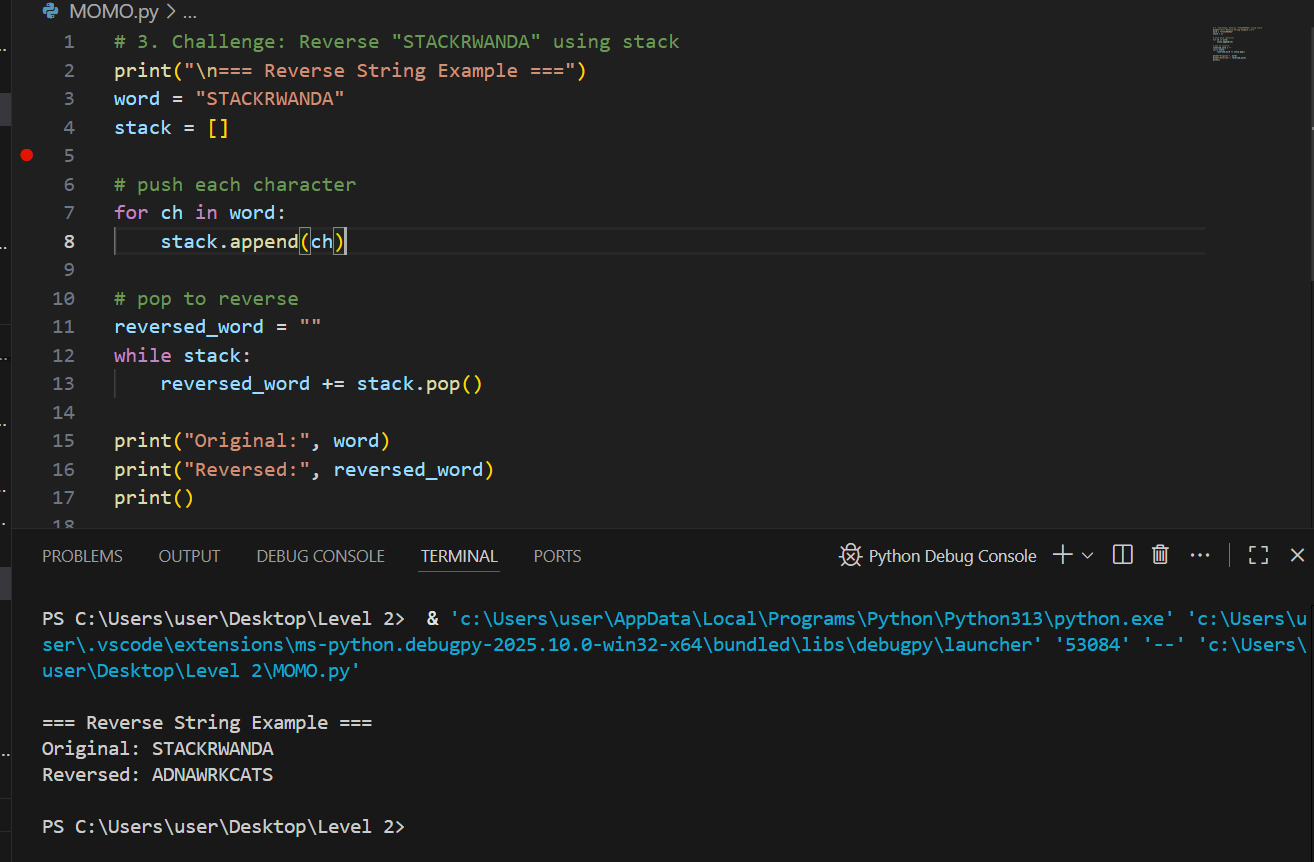 MOMO.py > ...
1 # 3. Challenge: Reverse "STACKRWANDA" using stack
2 print("\n=== Reverse String Example ===")
3 word = "STACKRWANDA"
4 stack = []
5
6 # push each character
7 for ch in word:
8     stack.append(ch)
9
10 # pop to reverse
11 reversed_word = ""
12 while stack:
13     reversed_word += stack.pop()
14
15 print("Original:", word)
16 print("Reversed:", reversed_word)
17 print()
18
PROBLEMS OUTPUT DEBUG CONSOLE TERMINAL PORTS Python Debug Console
PS C:\Users\user\Desktop\Level 2>  & 'c:\Users\user\AppData\Local\Programs\Python\Python313\python.exe' 'c:\Users\u
ser\.vscode\extensions\ms-python.debugpy-2025.10.0-win32-x64\bundled\libs\debugpy\launcher' '53084' '--' 'c:\Users\
user\Desktop\Level 2\MOMO.py'
=== Reverse String Example ===
Original: STACKRWANDA
Reversed: ADNAWRKCATS
PS C:\Users\user\Desktop\Level 2>